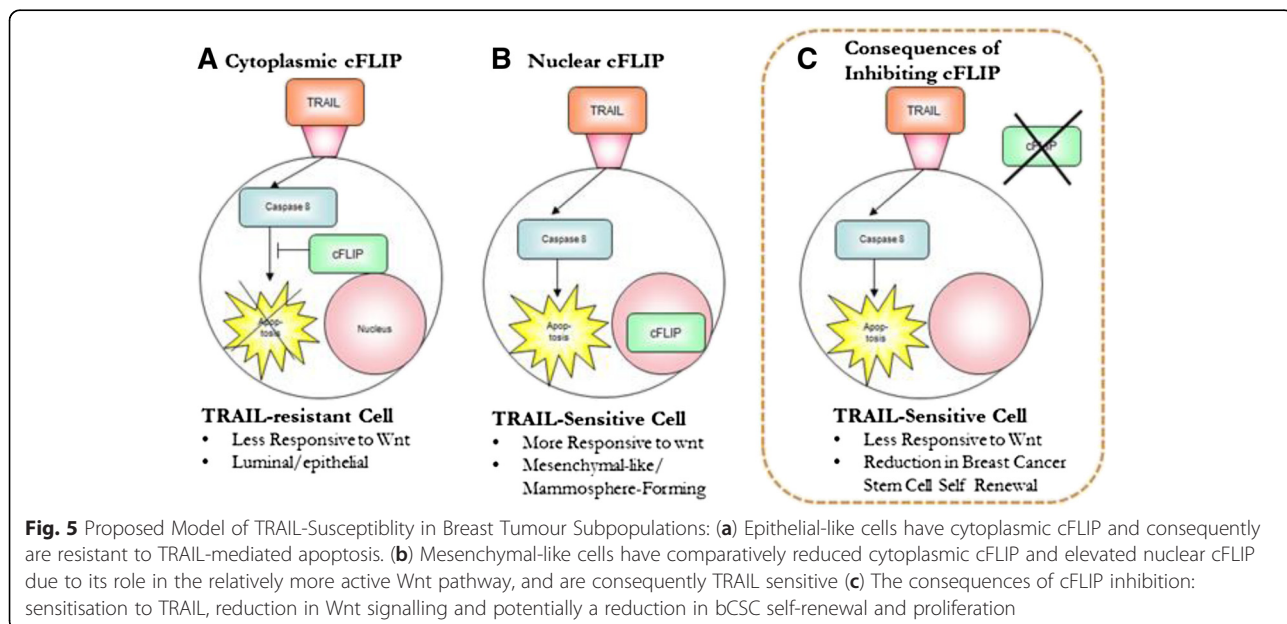 A Cytoplasmic cFLIP
TRAIL
Caspase 8
cFLIP
Apop-
tosis
Nucleus
TRAIL-resistant Cell
• Less Responsive to Wnt
• Luminal/epithelial
B Nuclear cFLIP
TRAIL
Caspase 8
Apop-
tosis
cFLIP
TRAIL-Sensitive Cell
• More Responsive to wnt
• Mesenchymal-like/
Mammosphere-Forming
C Consequences of
Inhibiting cFLIP
TRAIL
cFLIP
Caspase 8
Apop-
tosis
TRAIL-Sensitive Cell
• Less Responsive to Wnt
• Reduction in Breast Cancer
Stem Cell Self Renewal
Fig. 5 Proposed Model of TRAIL-Susceptiblity in Breast Tumour Subpopulations: (a) Epithelial-like cells have cytoplasmic cFLIP and consequently
are resistant to TRAIL-mediated apoptosis. (b) Mesenchymal-like cells have comparatively reduced cytoplasmic cFLIP and elevated nuclear cFLIP
due to its role in the relatively more active Wnt pathway, and are consequently TRAIL sensitive (c) The consequences of cFLIP inhibition:
sensitisation to TRAIL, reduction in Wnt signalling and potentially a reduction in bCSC self-renewal and proliferation